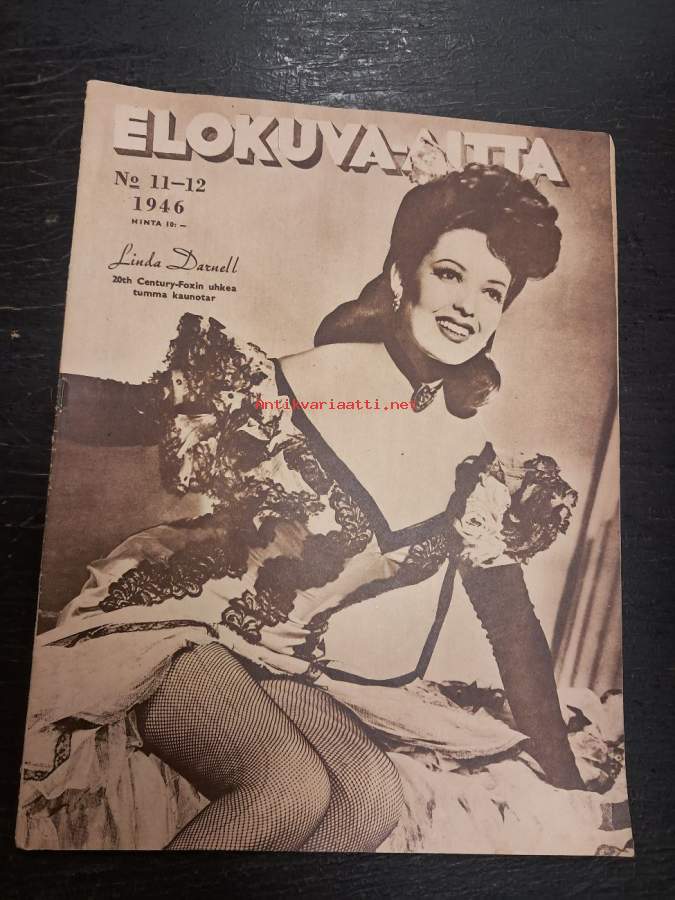 ELOKUVA-AITTA
No 11–12
1946
HINTA 10: –
Linda Darnell
20th Century-Foxin uhkea
tumma kaunotar
antikvariaatti.net